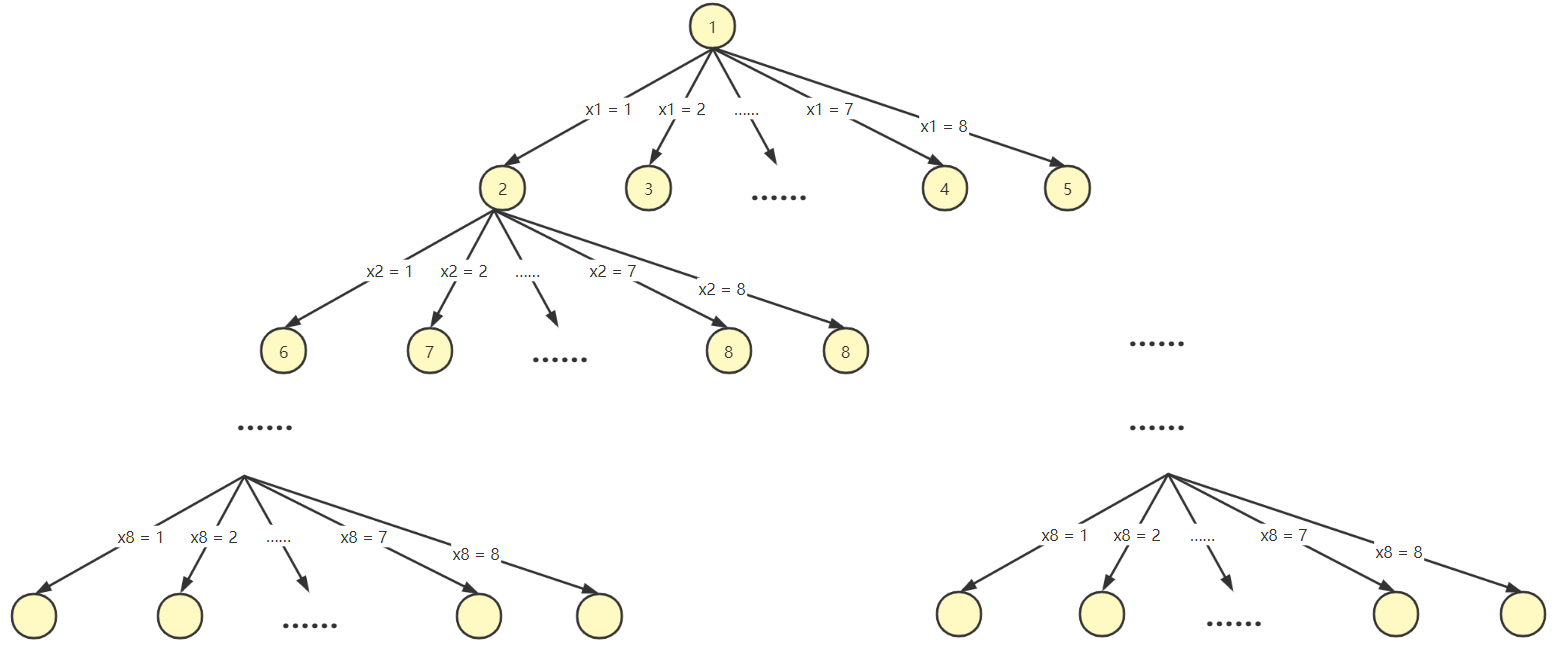 1
x1 = 1 x1 = 2 ...... x1 = 7 x1 = 8
2 3 ...... 4 5
x2 = 1 x2 = 2 ...... x2 = 7 x2 = 8
6 7 ...... 8 8 ......
...... ......
x8 = 1 x8 = 2 ...... x8 = 7 x8 = 8 x8 = 1 x8 = 2 ...... x8 = 7 x8 = 8
...... ......